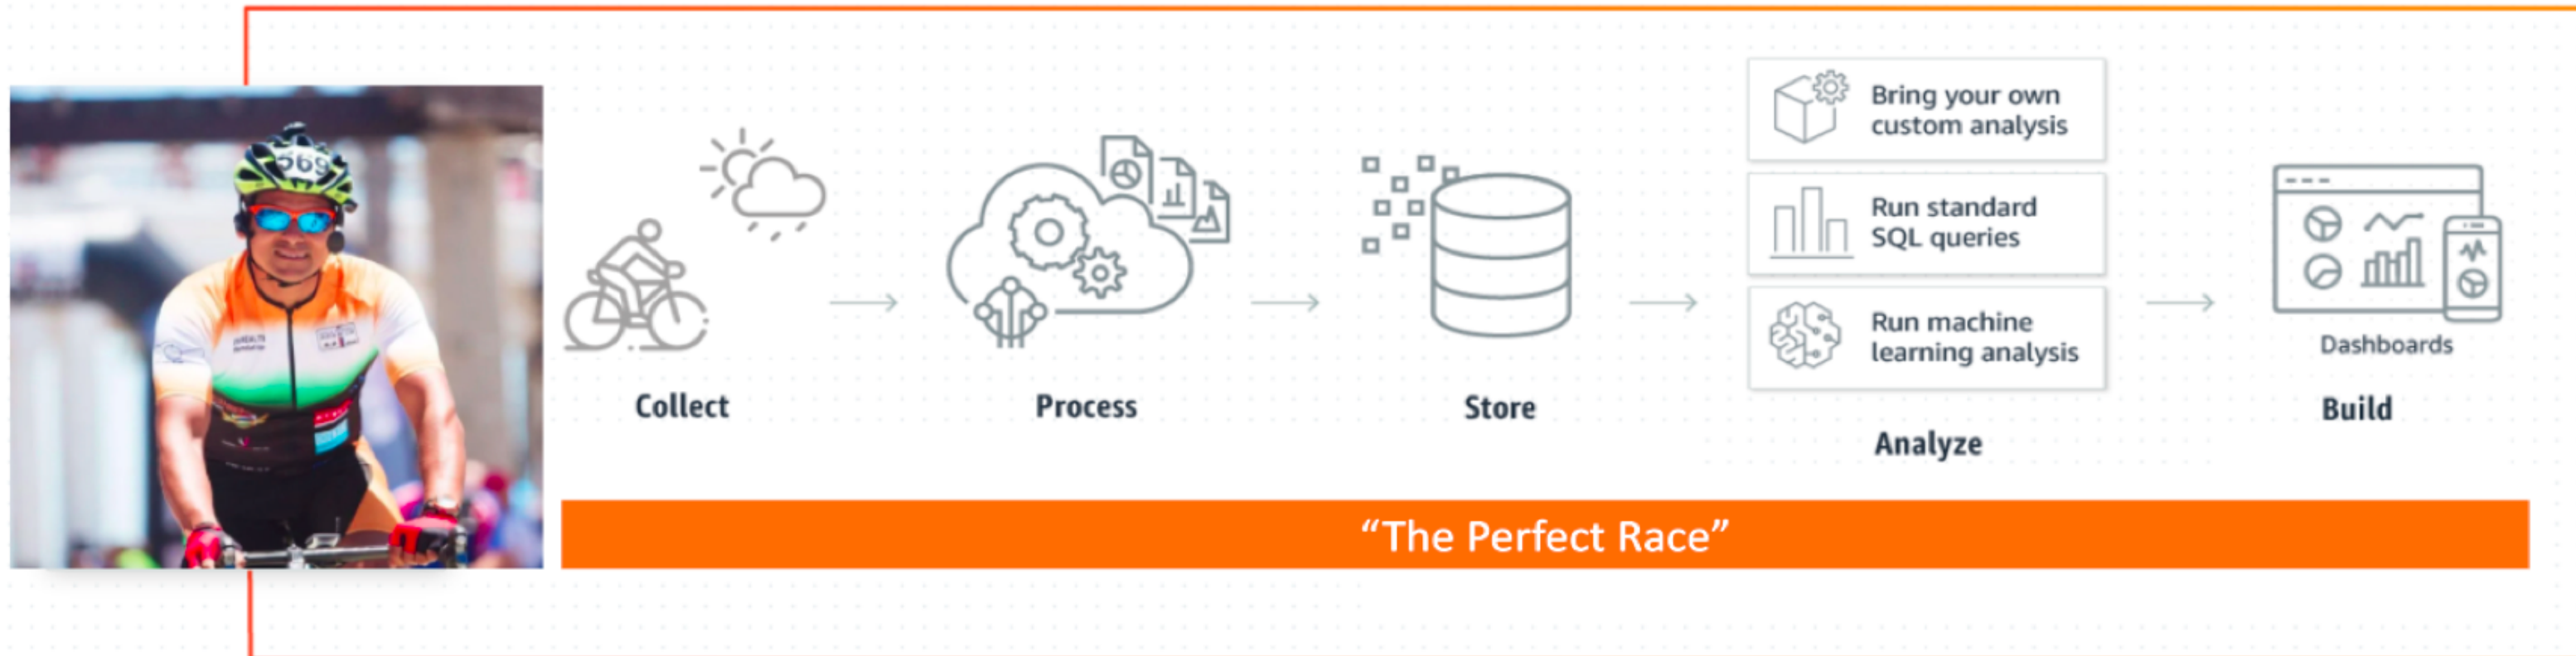 569
Bring your own
custom analysis
Run standard
SQL queries
Run machine
learning analysis
Dashboards
Collect
Process
Store
Analyze
Build
“The Perfect Race”